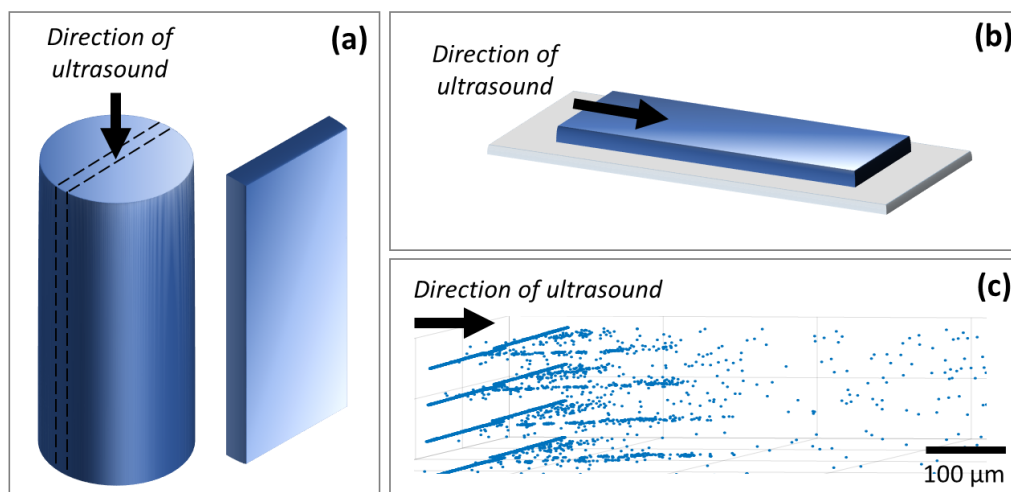 Direction of
ultrasound
(a)
Direction of
ultrasound
(b)
Direction of ultrasound
(c)
100 µm